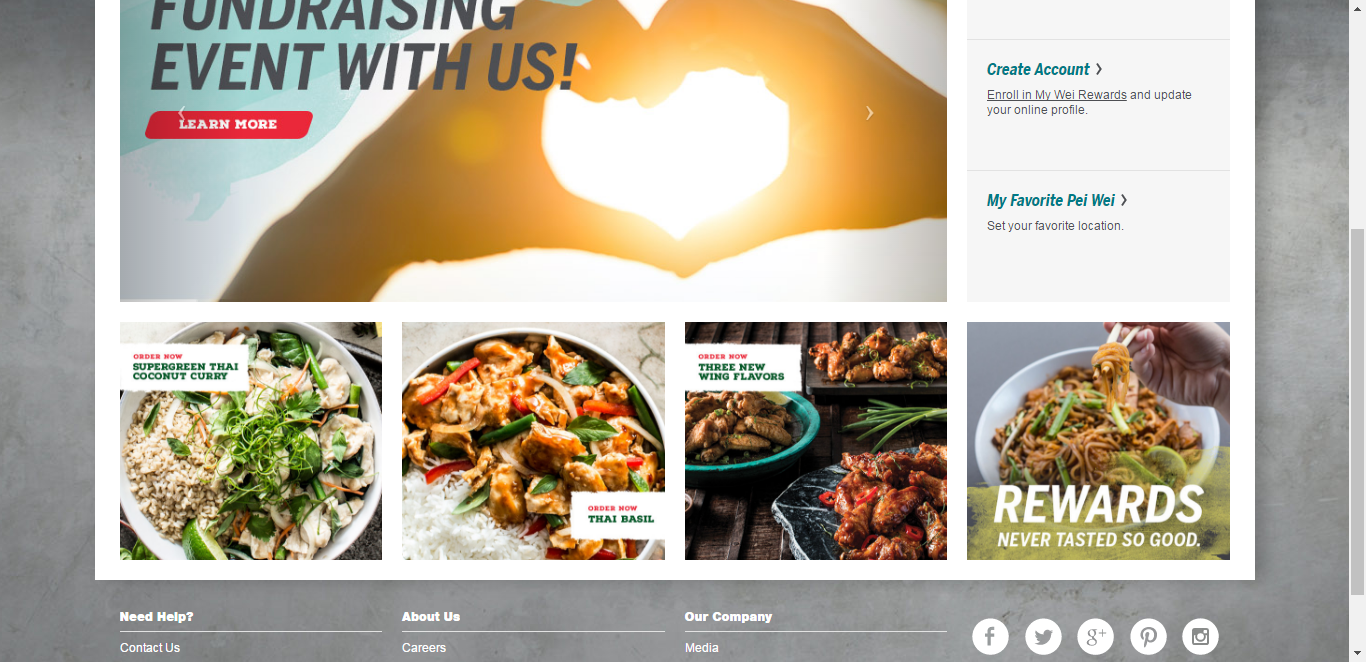 FUNDRAISING
EVENT WITH US!
LEARN MORE
Create Account
Enroll in My Wei Rewards and update
your online profile.
My Favorite Pei Wei
Set your favorite location.
ORDER NOW
SUPERGREEN THAI
COCONUT CURRY
ORDER NOW
THAI BASIL
ORDER NOW
THREE NEW
WING FLAVORS
REWARDS
NEVER TASTED SO GOOD.
Need Help?
Contact Us
About Us
Careers
Our Company
Media